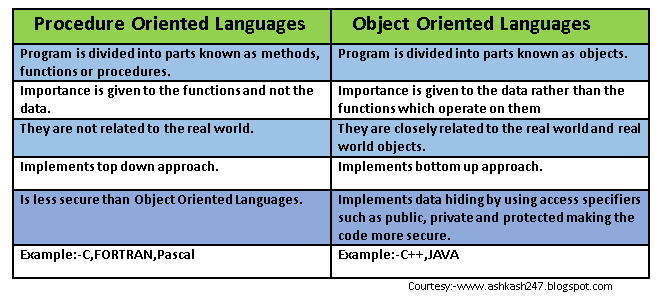 Procedure Oriented Languages
Object Oriented Languages
Program is divided into parts known as methods,
functions or procedures.
Program is divided into parts known as objects.
Importance is given to the functions and not the
data.
Importance is given to the data rather than the
functions which operate on them
They are not related to the real world.
They are closely related to the real world and real
world objects.
Implements top down approach.
Implements bottom up approach.
Is less secure than Object Oriented Languages.
Implements data hiding by using access specifiers
such as public, private and protected making the
code more secure.
Example:-C,FORTRAN,Pascal
Example:-C++,JAVA
Courtesy:-www.ashkash247.blogspot.com